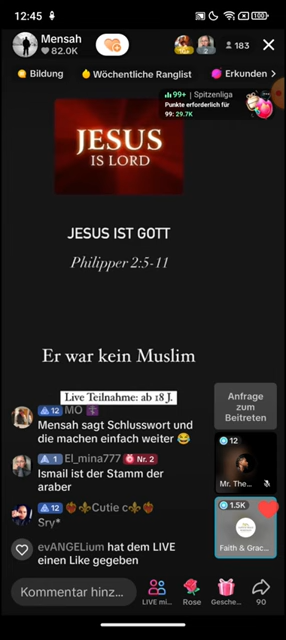 12:45
100
Mensah
82.0K
183
Bildung
Wöchentliche Rangliste
Erkunden
99+ | Spitzenliga
Punkte erforderlich für
99: 29.7K
JESUS
IS LORD
JESUS IST GOTT
Philipper 2:5-11
Er war kein Muslim
Live Teilnahme: ab 18 J.
12 MO
Mensah sagt Schlusswort und
die machen einfach weiter 😂
1 El_mina777 Nr. 2
Ismail ist der Stamm der
araber
12 Cutie c
Sry*
evANGELium hat dem LIVE
einen Like gegeben
Anfrage
zum
Beitreten
12
Mr. The...
1.5K
Faith & Grac...
Kommentar hinz...
LIVE mi...
Rose
Gesche...
90